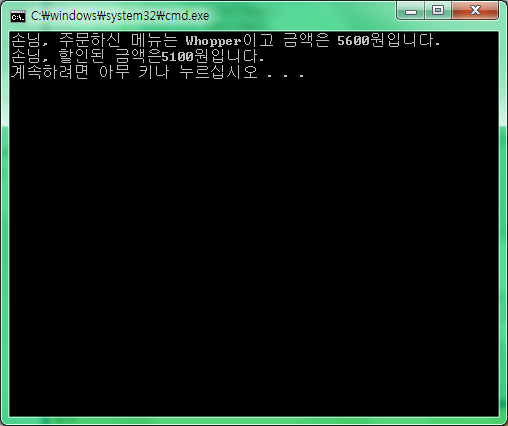 C:\windows\system32\cmd.exe
손님, 주문하신 메뉴는 Whopper이고 금액은 5600원입니다.
손님, 할인된 금액은5100원입니다.
계속하려면 아무 키나 누르십시오 . . .